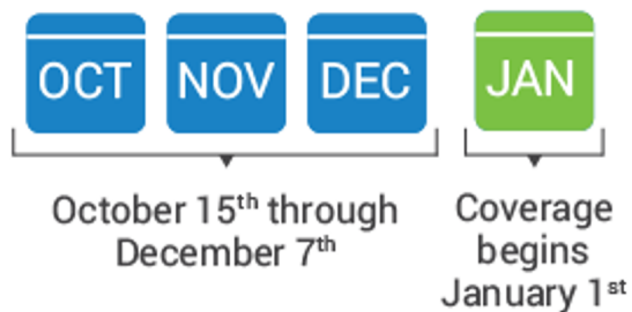 OCT NOV DEC JAN
October 15th through
December 7th
Coverage
begins
January 1st